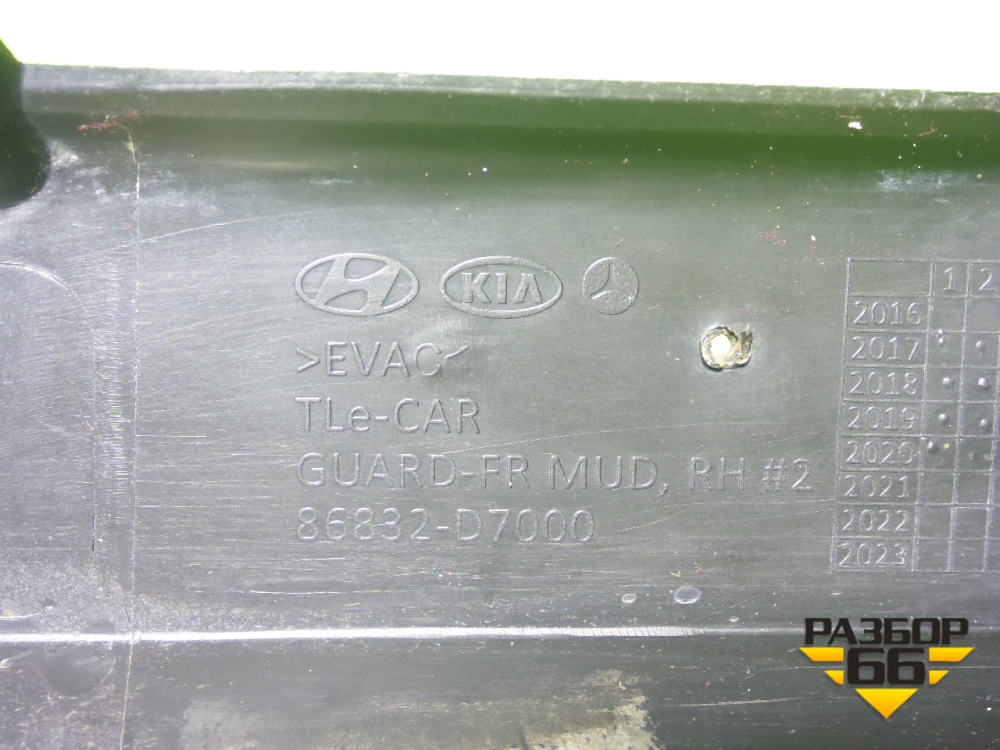 KIA
>EVAC<
TLe-CAR
GUARD-FR MUD, RH #2
86832-D7000
1 2
2016
2017
2018
2019
2020
2021
2022
2023
РАЗБОР
66